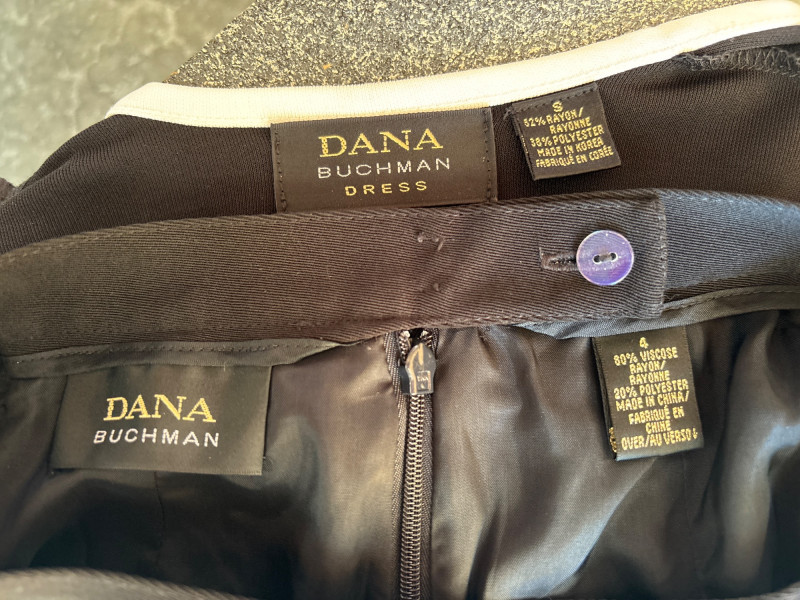 DANA
BUCHMAN
DRESS
S
62% RAYON/
RAYONNE
38% POLYESTER
MADE IN KOREA
FABRIQUÉ EN CORÉE
DANA
BUCHMAN
4
80% VISCOSE
RAYON/
RAYONNE
20% POLYESTER
MADE IN CHINA/
FABRIQUÉ EN
CHINE
OVER/AU VERSO